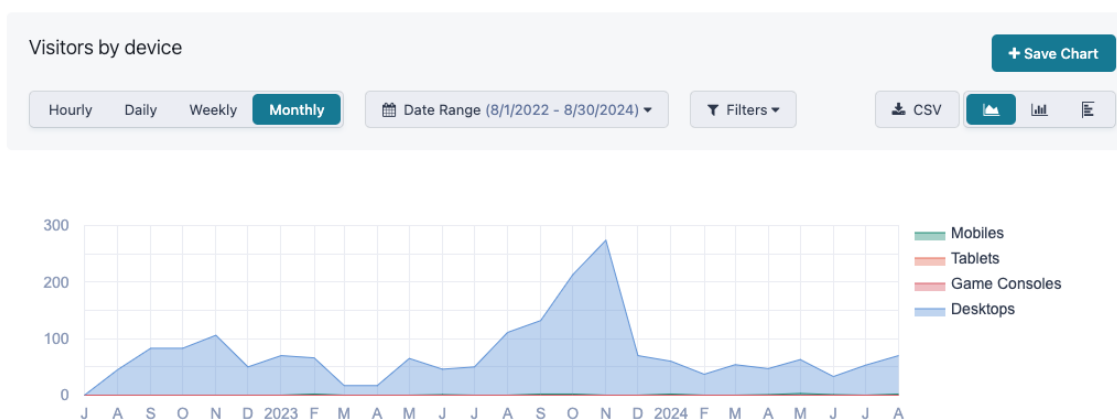 Visitors by device
+ Save Chart
Hourly Daily Weekly Monthly Date Range (8/1/2022 - 8/30/2024) Filters CSV
300
200
100
0
J A S O N D 2023 F M A M J J A S O N D 2024 F M A M J J A
Mobiles
Tablets
Game Consoles
Desktops